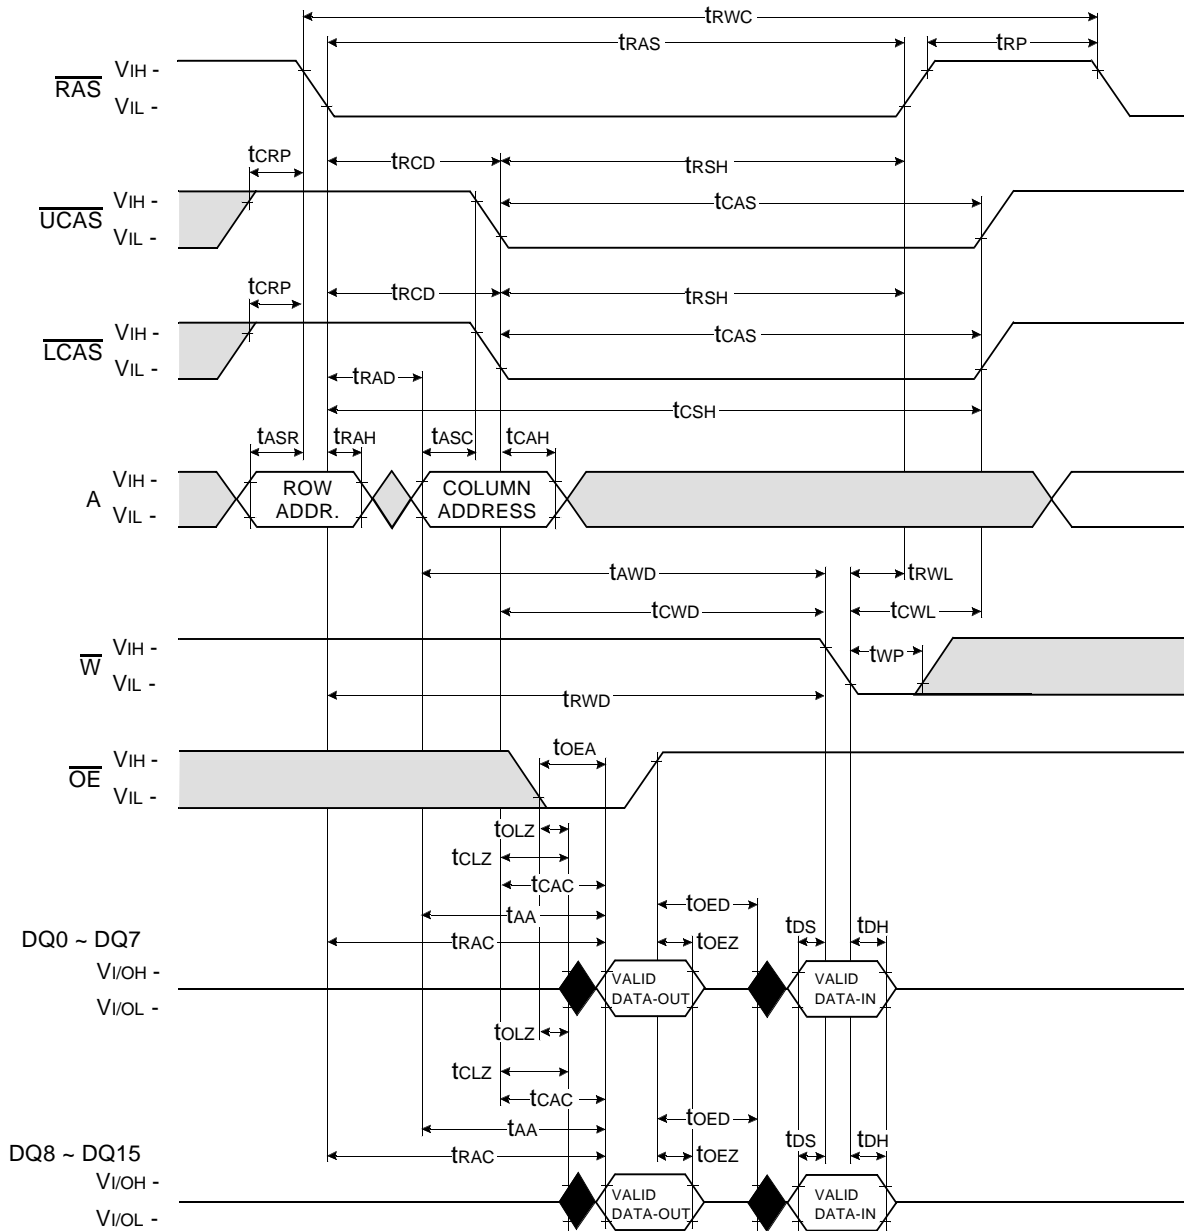 tRWC
tRAS tRP
RAS VIH -
VIL -
tCRP tRCD tRSH
UCAS VIH - tCAS
VIL -
tCRP tRCD tRSH
LCAS VIH - tCAS
VIL -
tRAD
tCSH
tASR tRAH tASC tCAH
A VIH -
VIL -
ROW
ADDR.
COLUMN
ADDRESS
tAWD tRWL
tCWD tCWL
W VIH - tWP
VIL -
tRWD
tOEA
OE VIH -
VIL -
tOLZ
tCLZ
tCAC
tOED
tAA tDS tDH
DQ0 ~ DQ7
tRAC tOEZ
VI/OH -
VI/OL -
VALID
DATA-OUT
VALID
DATA-IN
tOLZ
tCLZ
tCAC
tOED
tAA tDS tDH
DQ8 ~ DQ15
tRAC tOEZ
VI/OH -
VI/OL -
VALID
DATA-OUT
VALID
DATA-IN